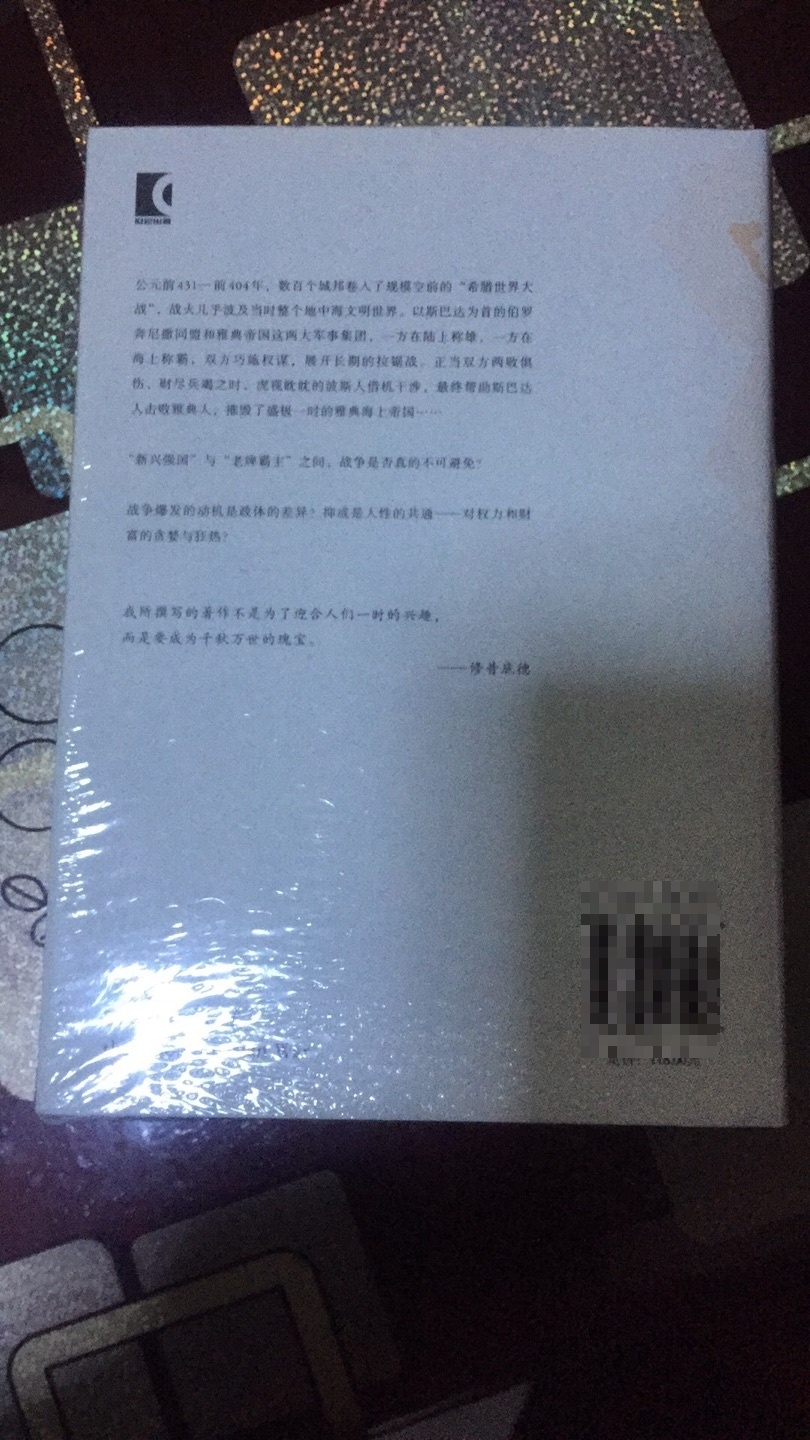 公元前431—前404年，数百个城邦卷入了规模空前的“希腊世界大
战”，战火几乎波及当时整个地中海文明世界。以斯巴达为首的伯罗
奔尼撒同盟和雅典帝国这两大军事集团，一方在陆上称雄，一方在
海上称霸，双方巧施权谋，展开长期的拉锯战。正当双方两败俱
伤、财尽兵竭之时，虎视眈眈的波斯人借机干涉，最终帮助斯巴达
人击败雅典人，摧毁了盛极一时的雅典海上帝国……
“新兴强国”与“老牌霸主”之间，战争是否真的不可避免？
战争爆发的动机是政体的差异？抑或是人性的共通——对权力和财
富的贪婪与狂热？
我所撰写的著作不是为了迎合人们一时的兴趣，
而是要成为千秋万世的瑰宝。
——修昔底德